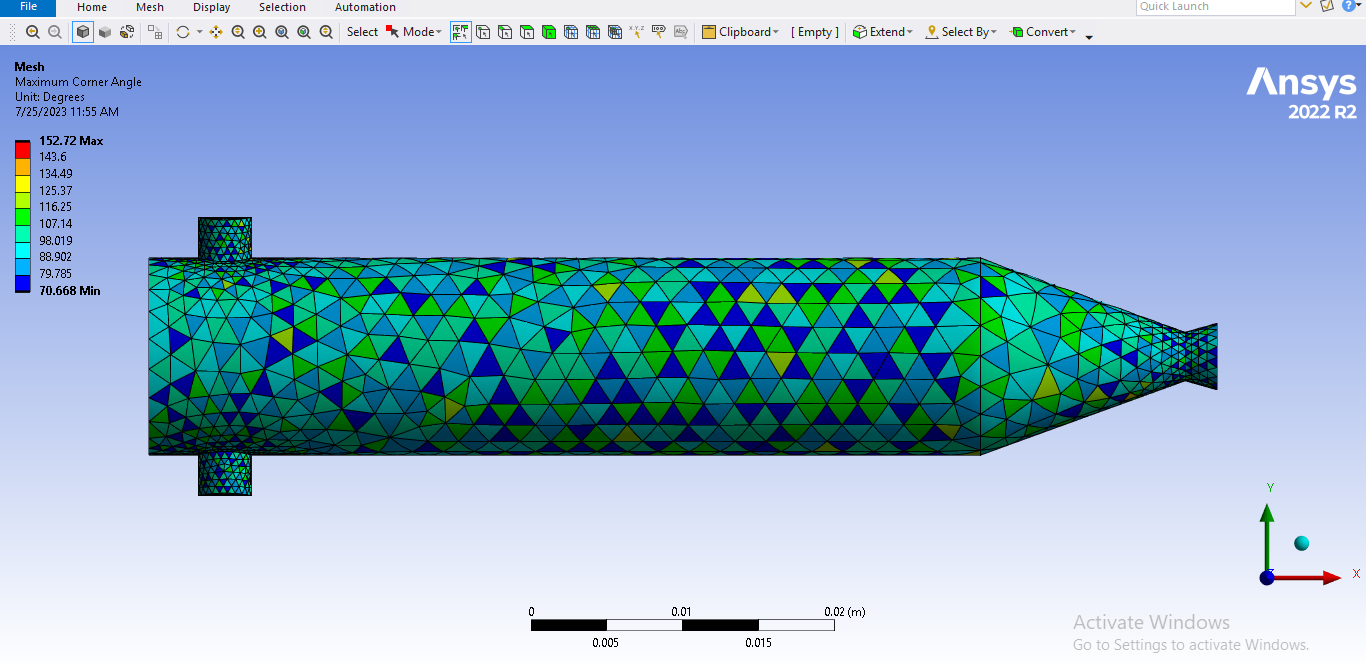 File Home Mesh Display Selection Automation Quick Launch
Select Mode Clipboard [ Empty ] Extend Select By Convert
Mesh
Maximum Corner Angle
Unit: Degrees
7/25/2023 11:55 AM
152.72 Max
143.6
134.49
125.37
116.25
107.14
98.019
88.902
79.785
70.668 Min
Ansys
2022 R2
Y
X
0 0.01 0.02 (m)
0.005 0.015
Activate Windows
Go to Settings to activate Windows.